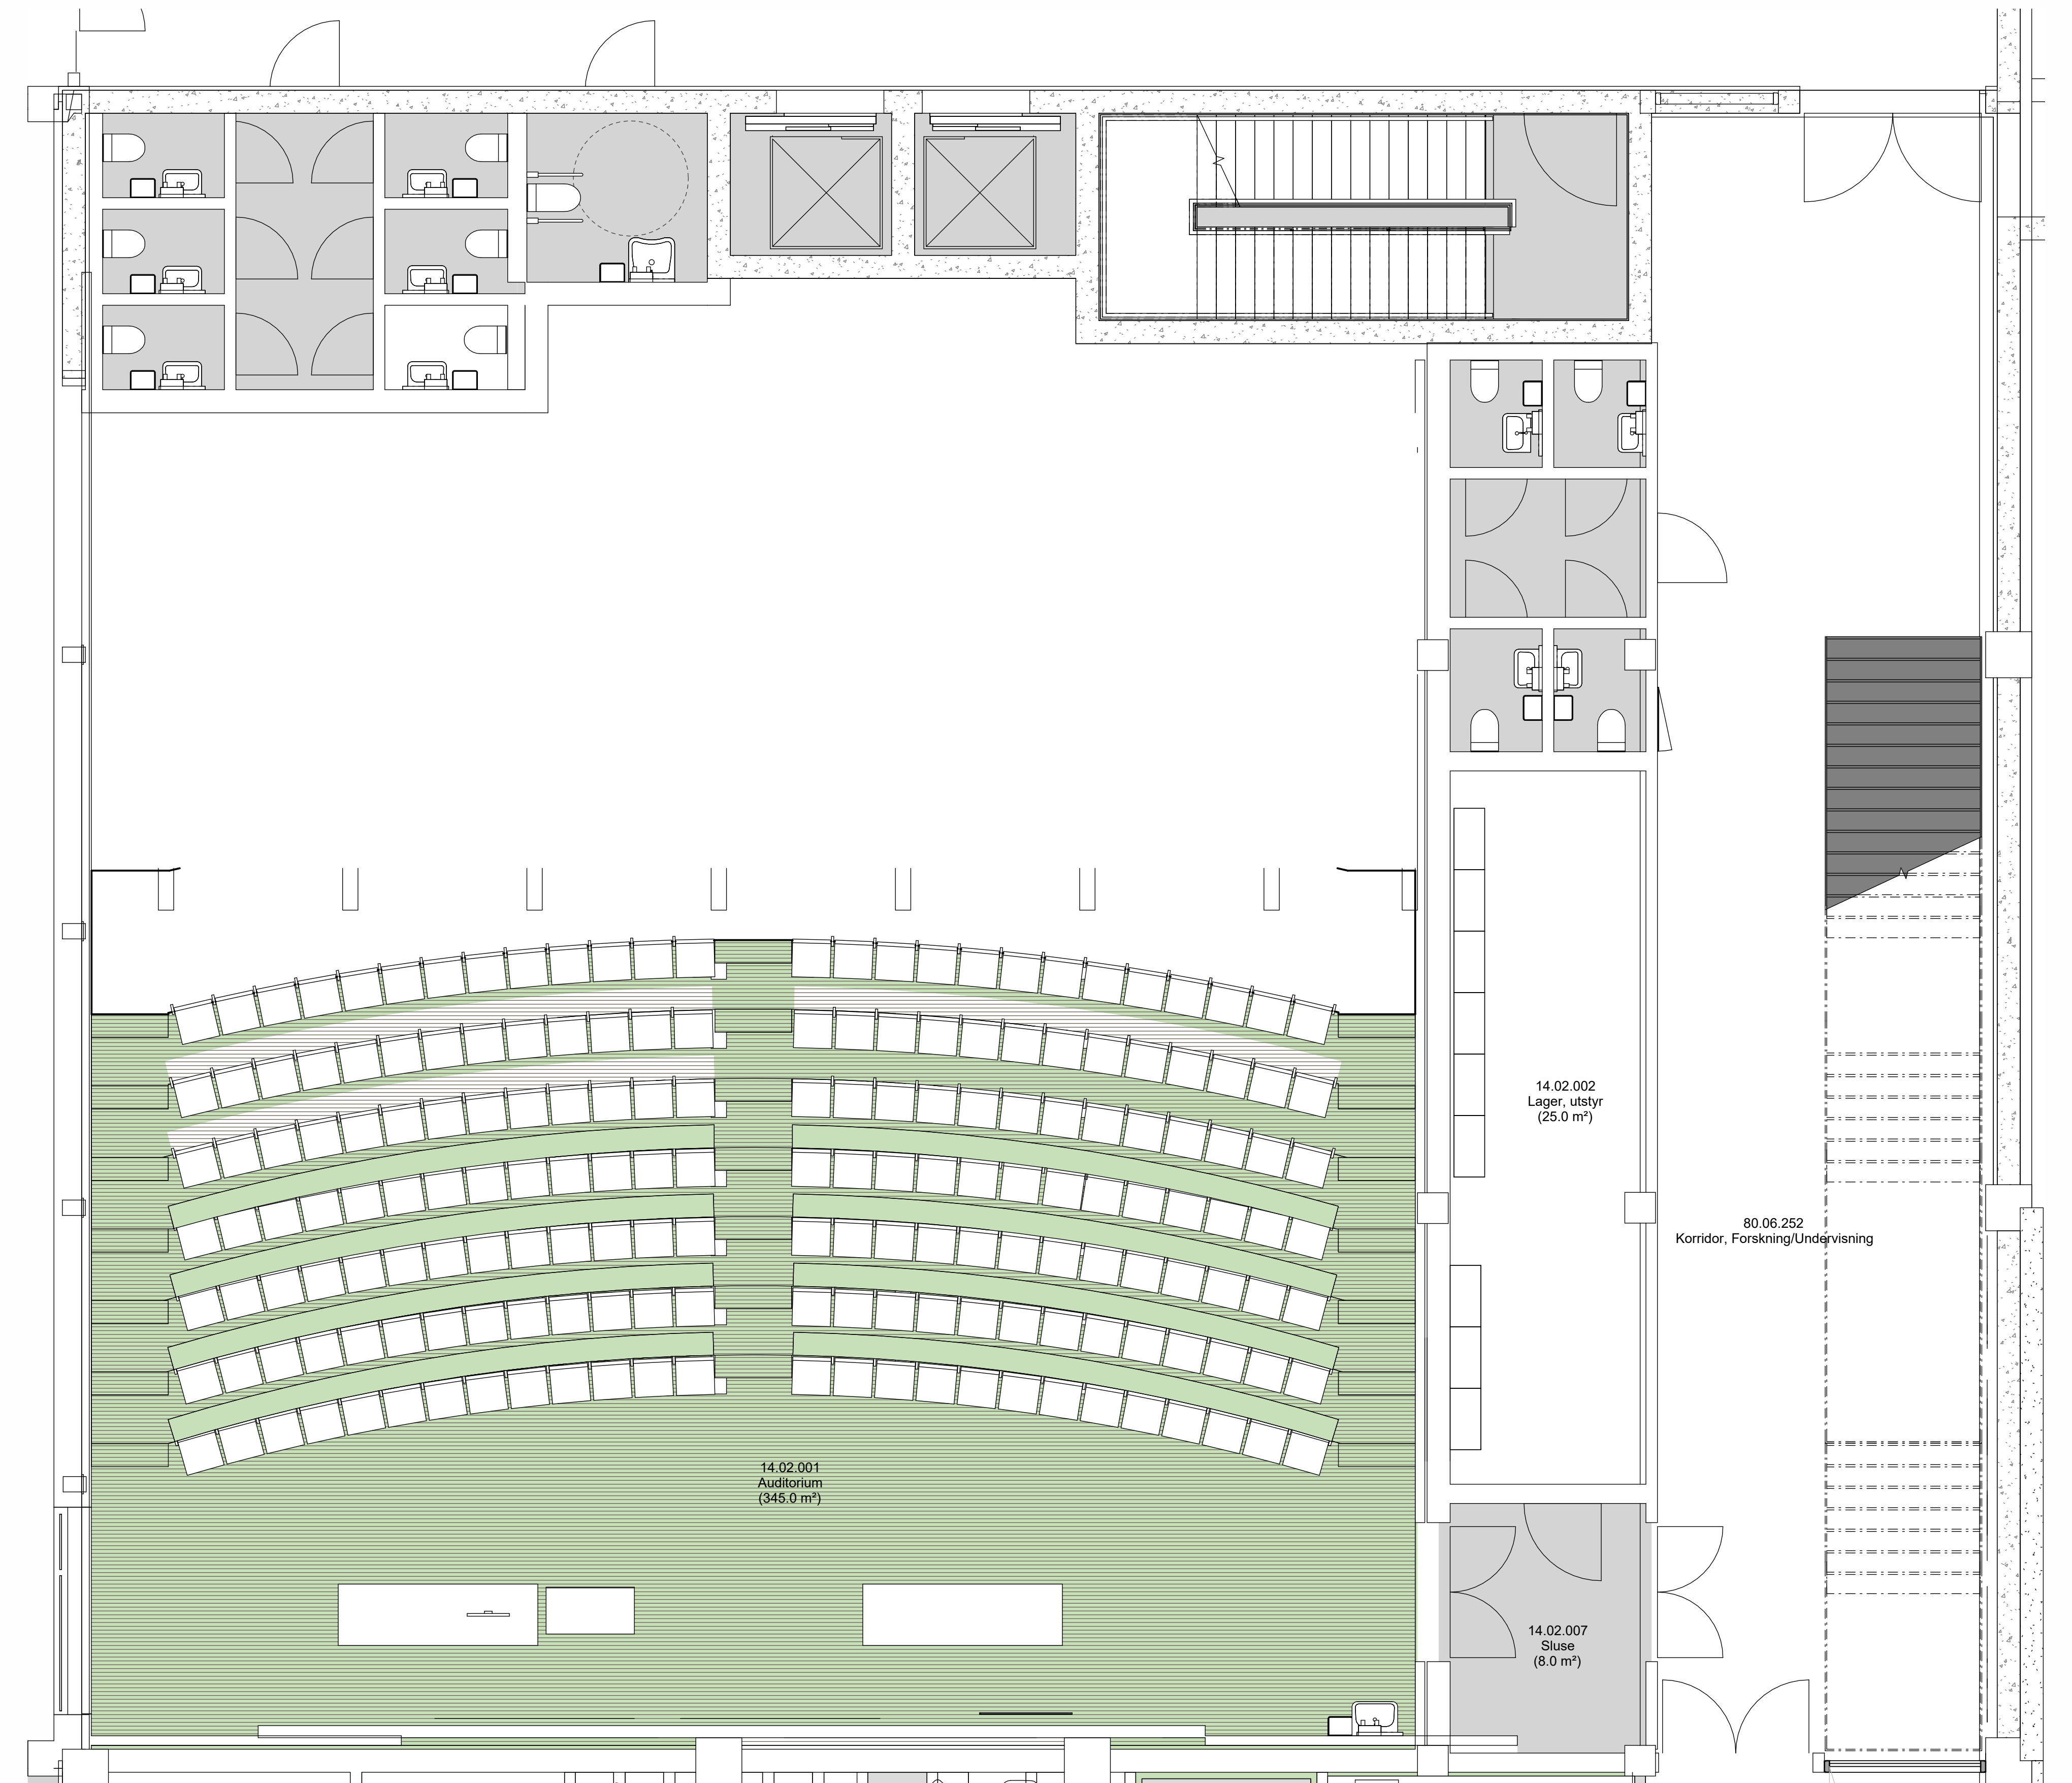 14.02.002
Lager, utstyr
(25.0 m²)
80.06.252
Korridor, Forskning/Undervisning
14.02.001
Auditorium
(345.0 m²)
14.02.007
Sluse
(8.0 m²)